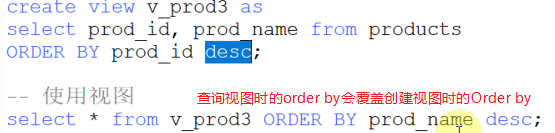 create view v_prod3 as
select prod_id, prod_name from products
ORDER BY prod_id desc;
-- 使用视图
查询视图时的order by会覆盖创建视图时的Order by
select * from v_prod3 ORDER BY prod_name desc;